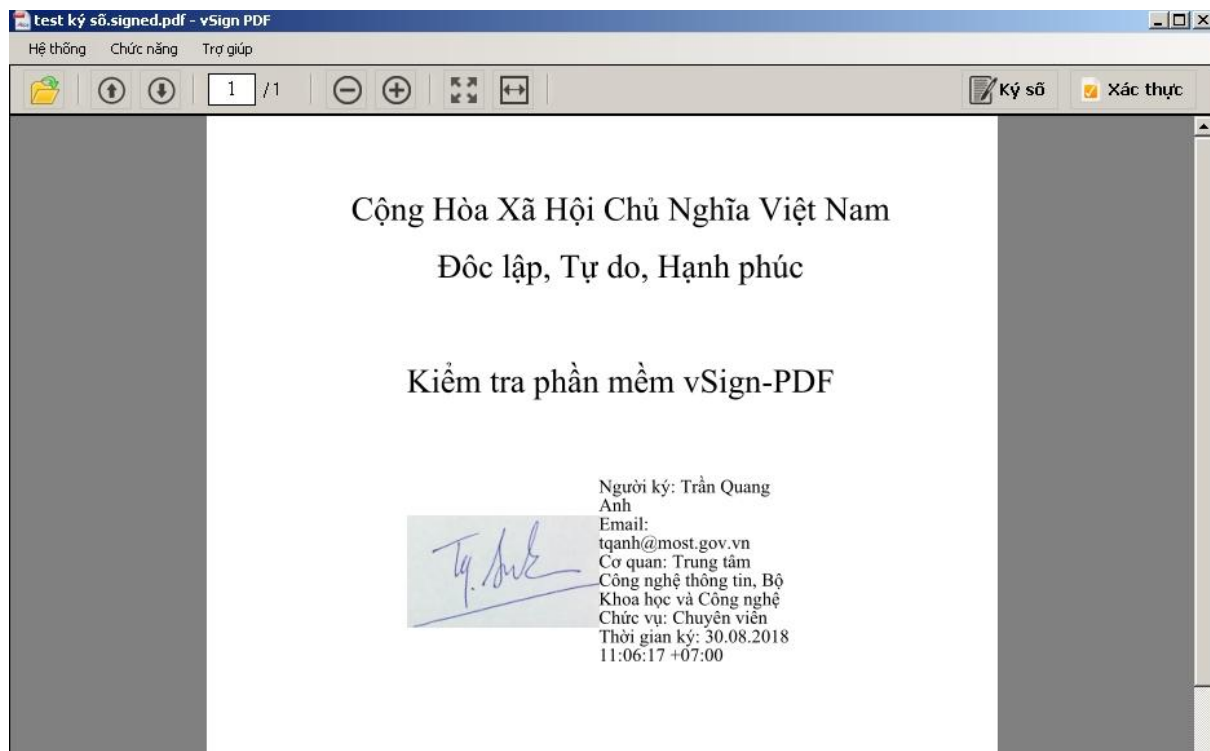 test ký số.signed.pdf - vSign PDF
Hệ thống Chức năng Trợ giúp
1 /1 Ký số Xác thực
Cộng Hòa Xã Hội Chủ Nghĩa Việt Nam
Đôc lập, Tự do, Hạnh phúc
Kiểm tra phần mềm vSign-PDF
Người ký: Trần Quang
Anh
Email:
tqanh@most.gov.vn
Cơ quan: Trung tâm
Công nghệ thông tin, Bộ
Khoa học và Công nghệ
Chức vụ: Chuyên viên
Thời gian ký: 30.08.2018
11:06:17 +07:00